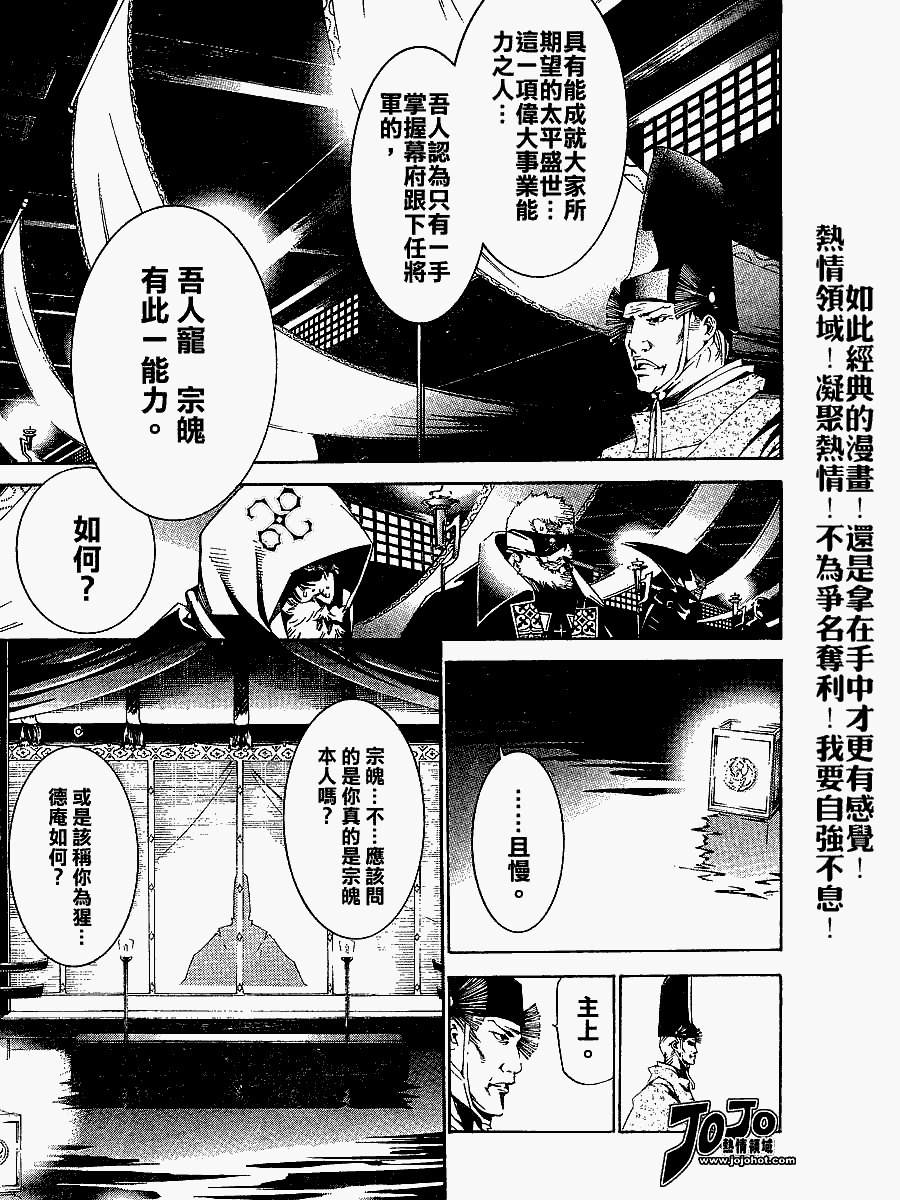 具有能成就大家所
期望的太平盛世…
這一項偉大事業能
力之人…
吾人認為只有一手
掌握幕府跟下任將
軍的，
吾人寵　宗魄
有此一能力。
如何？
……且慢。
宗魄…不…應該問
的是你真的是宗魄
本人嗎？
或是該稱你為猩…
德庵如何？
主上。
如此經典的漫畫！還是拿在手中才更有感覺！
熱情領域！凝聚熱情！不為爭名奪利！我要自強不息！
JOJO
熱情領域
www.jojohot.com